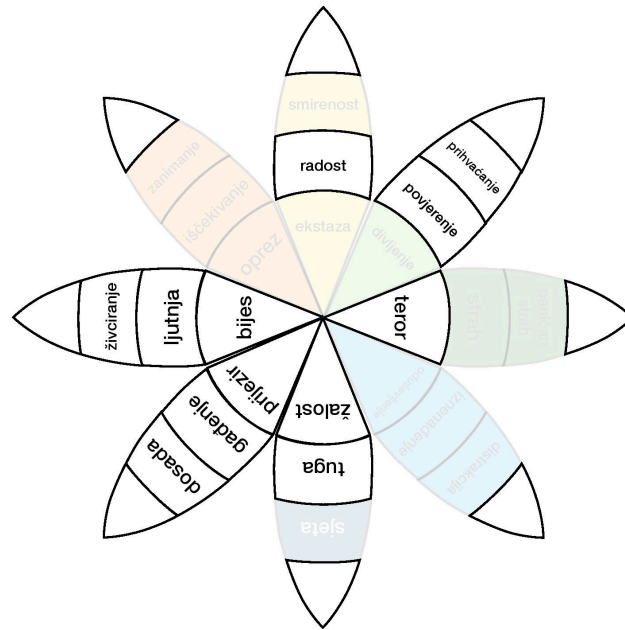 smirenost
radost
ekstaza
prihvaćanje
povjerenje
divljenje
teror
strah
iznenađenje
distrakcija
žalost
tuga
sjeta
prijezir
gađenje
dosada
bijes
ljutnja
živciranje
oprez
iščekivanje
zanimanje